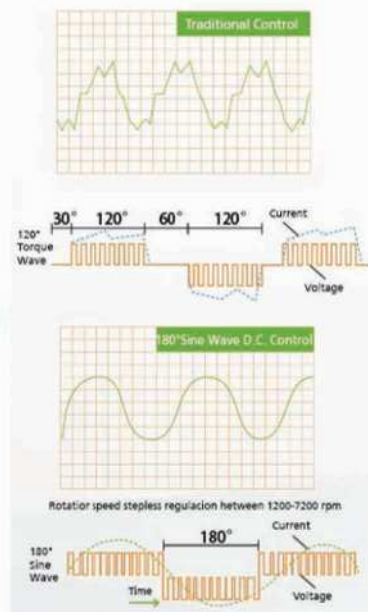 Traditional Control
30° 120° 60° 120°
Current
120°
Torque
Wave
Voltage
180°Sine Wave D.C. Control
Rotatior speed stepless regulacion hetween 1200-7200 rpm
180°
Current
180°
Sine
Wave
Time
Voltage